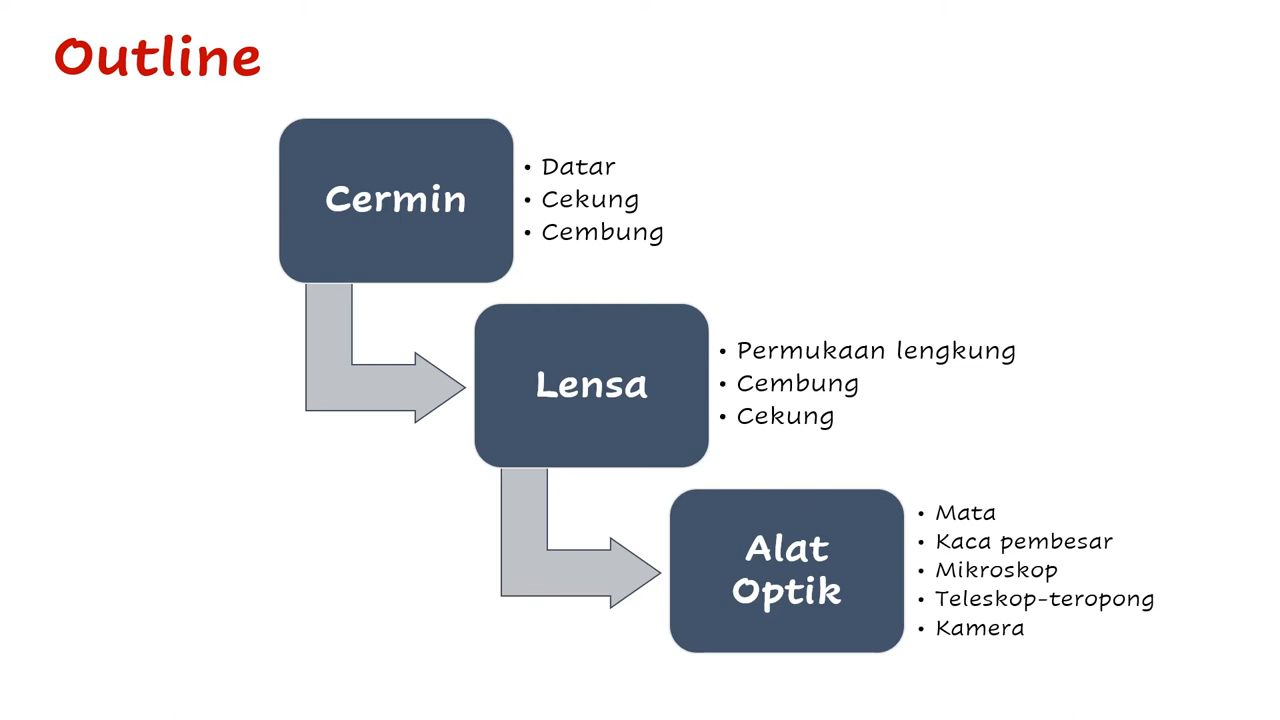 Outline
Cermin
• Datar
• Cekung
• Cembung
Lensa
• Permukaan lengkung
• Cembung
• Cekung
Alat
Optik
• Mata
• Kaca pembesar
• Mikroskop
• Teleskop-teropong
• Kamera